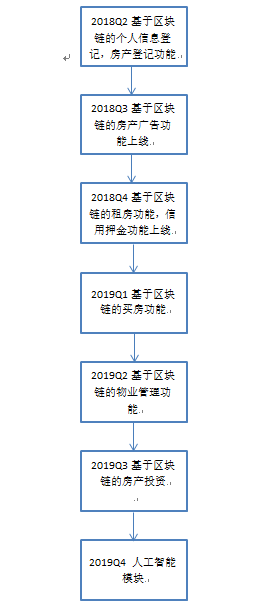 2018Q2 基于区块
链的个人信息登
记，房产登记功能
2018Q3 基于区块
链的房产广告功
能上线.
2018Q4 基于区块
链的租房功能，信
用押金功能上线.
2019Q1 基于区块
链的买房功能.
2019Q2 基于区块
链的物业管理功
能.
2019Q3 基于区块
链的房产投资.
2019Q4 人工智能
模块.